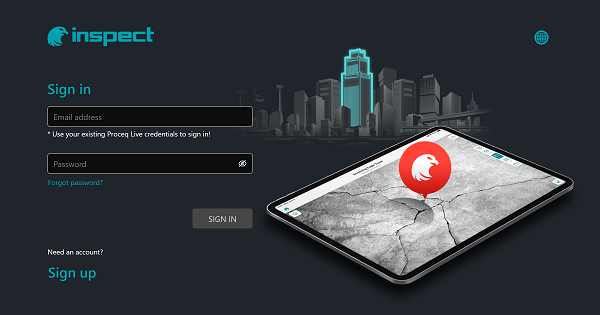 inspect
Sign in
Email address
* Use your existing Proceq Live credentials to sign in!
Password
Forgot password?
SIGN IN
Need an account?
Sign up